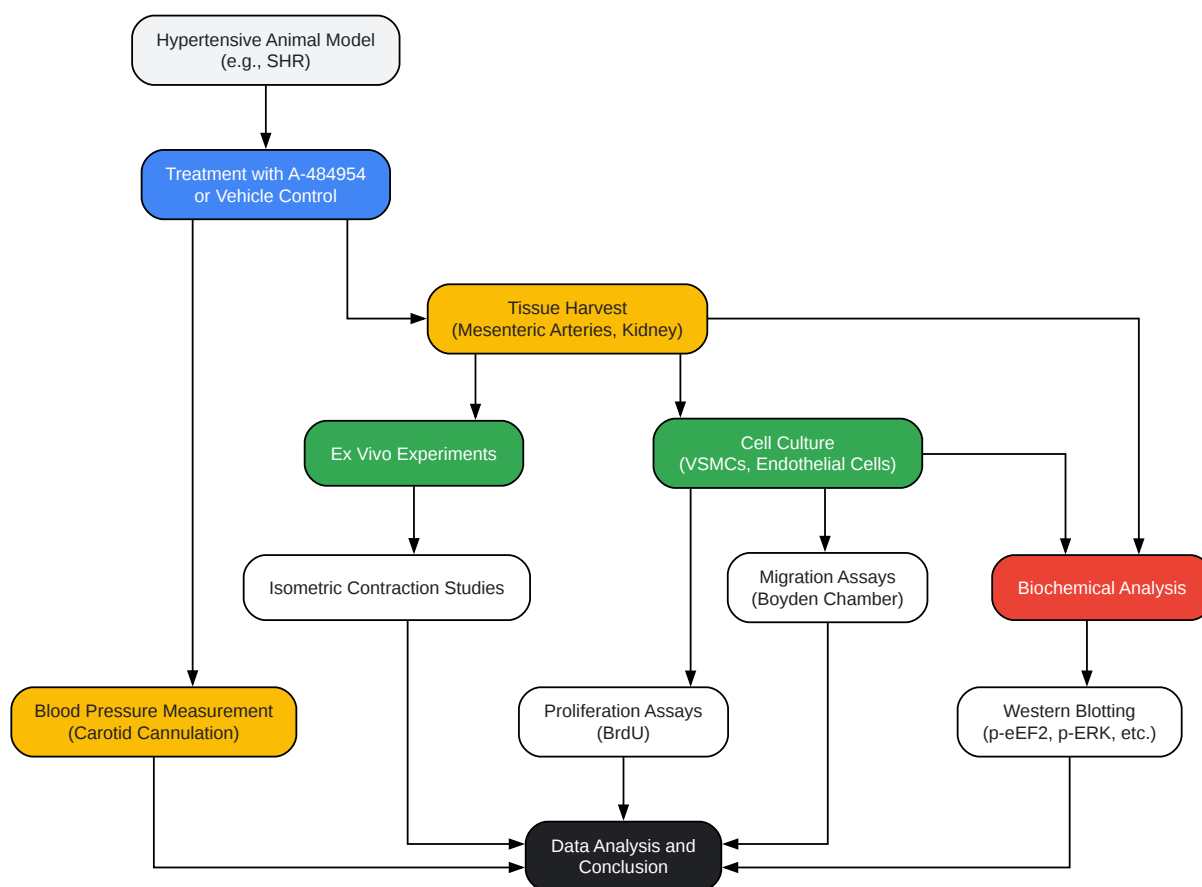 Hypertensive Animal Model
(e.g., SHR)
Treatment with A-484954
or Vehicle Control
Tissue Harvest
(Mesenteric Arteries, Kidney)
Ex Vivo Experiments
Cell Culture
(VSMCs, Endothelial Cells)
Isometric Contraction Studies
Migration Assays
(Boyden Chamber)
Biochemical Analysis
Blood Pressure Measurement
(Carotid Cannulation)
Proliferation Assays
(BrdU)
Western Blotting
(p-eEF2, p-ERK, etc.)
Data Analysis and
Conclusion